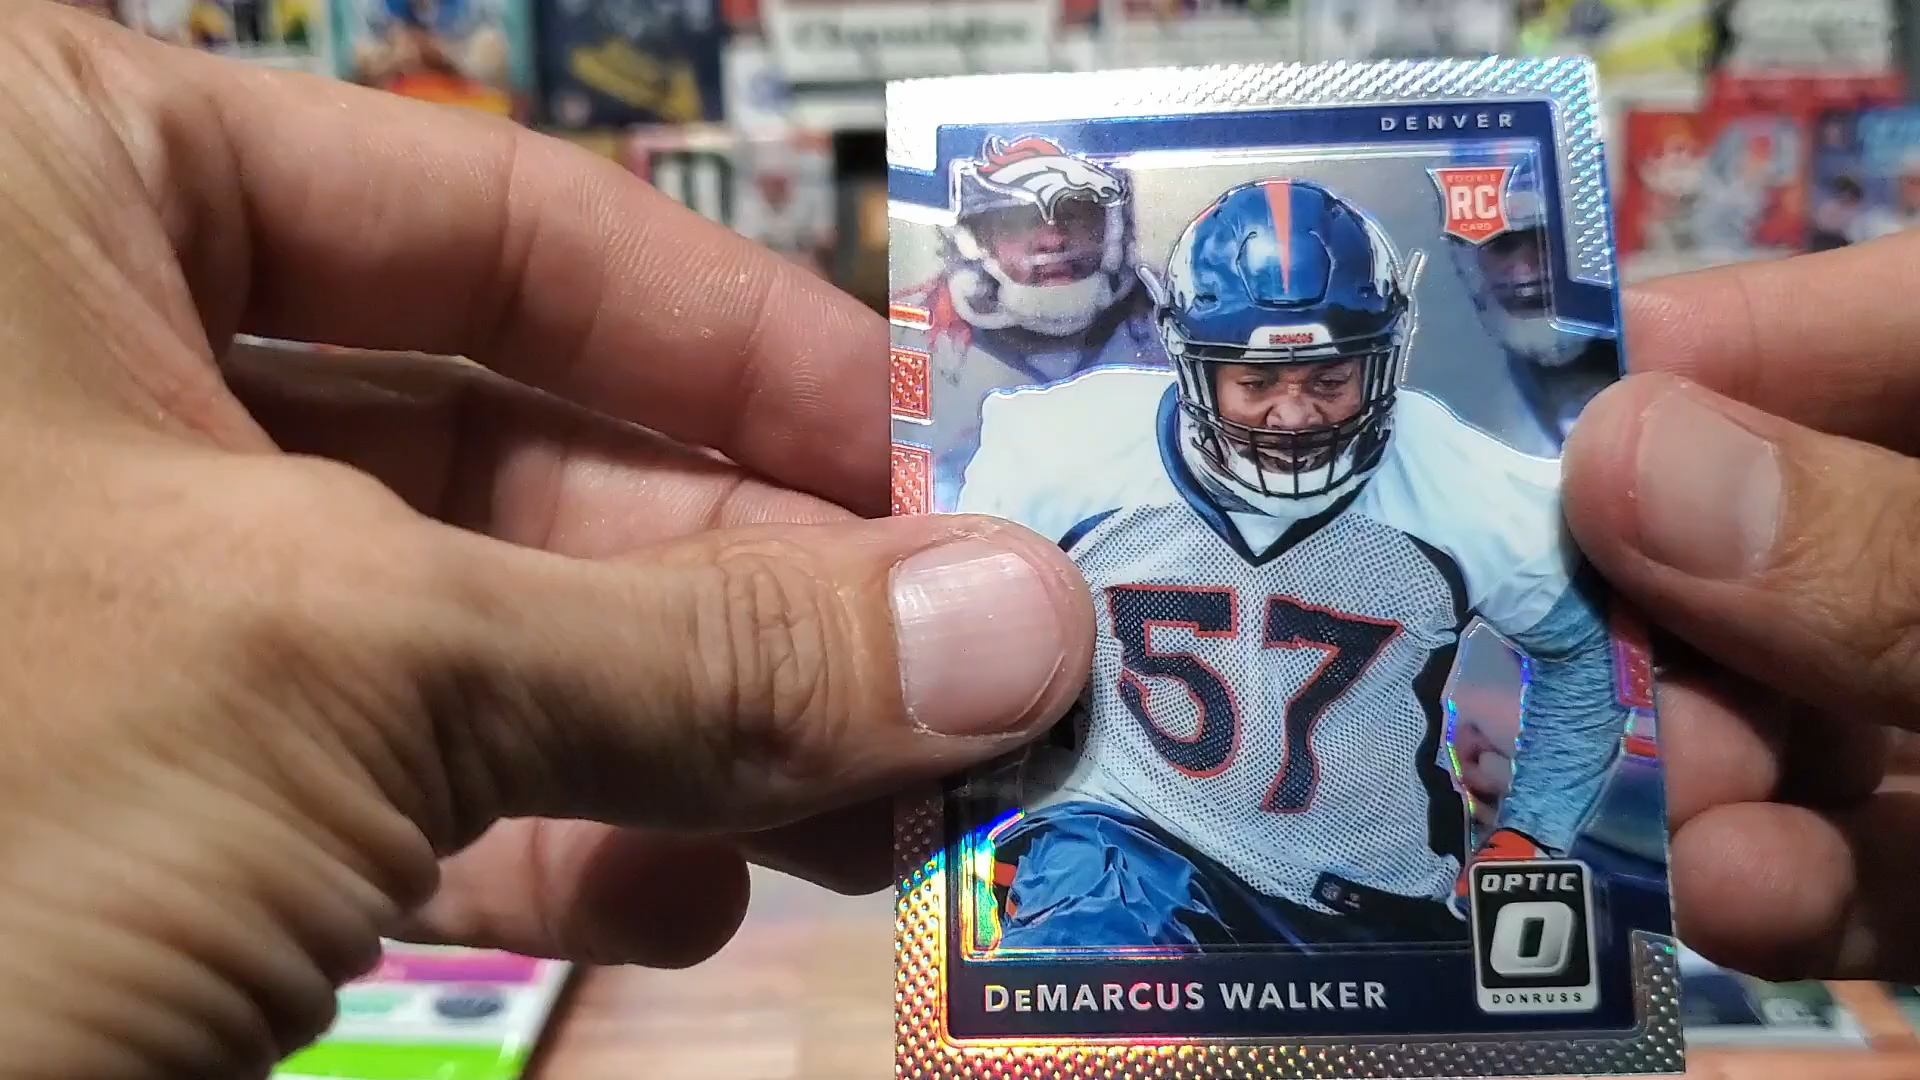 DENVER
ROOKIE
RC
CARD
BRONCOS
57
OPTIC
O
DONRUSS
DeMARCUS WALKER